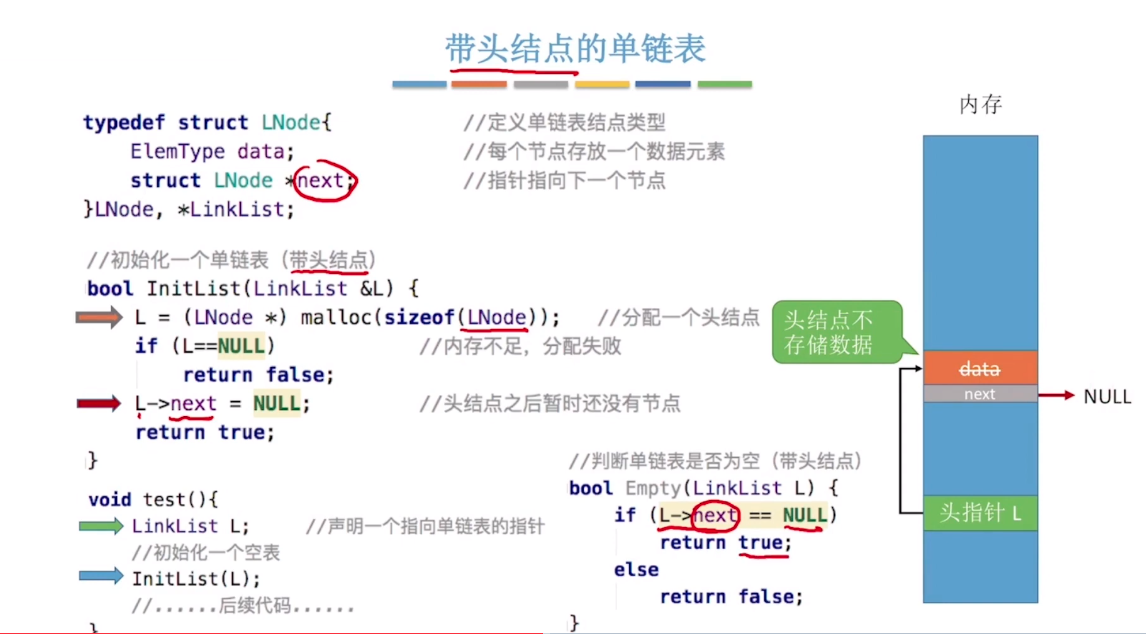 带头结点的单链表
typedef struct LNode{ //定义单链表结点类型
ElemType data; //每个节点存放一个数据元素
struct LNode *next; //指针指向下一个节点
}LNode, *LinkList;
//初始化一个单链表（带头结点）
bool InitList(LinkList &L) {
L = (LNode *) malloc(sizeof(LNode)); //分配一个头结点
if (L==NULL) //内存不足，分配失败
return false;
L->next = NULL; //头结点之后暂时还没有节点
return true;
}
void test(){
LinkList L; //声明一个指向单链表的指针
//初始化一个空表
InitList(L);
//......后续代码......
}
//判断单链表是否为空（带头结点）
bool Empty(LinkList L) {
if (L->next == NULL)
return true;
else
return false;
}
内存
头结点不
存储数据
data
next
NULL
头指针 L